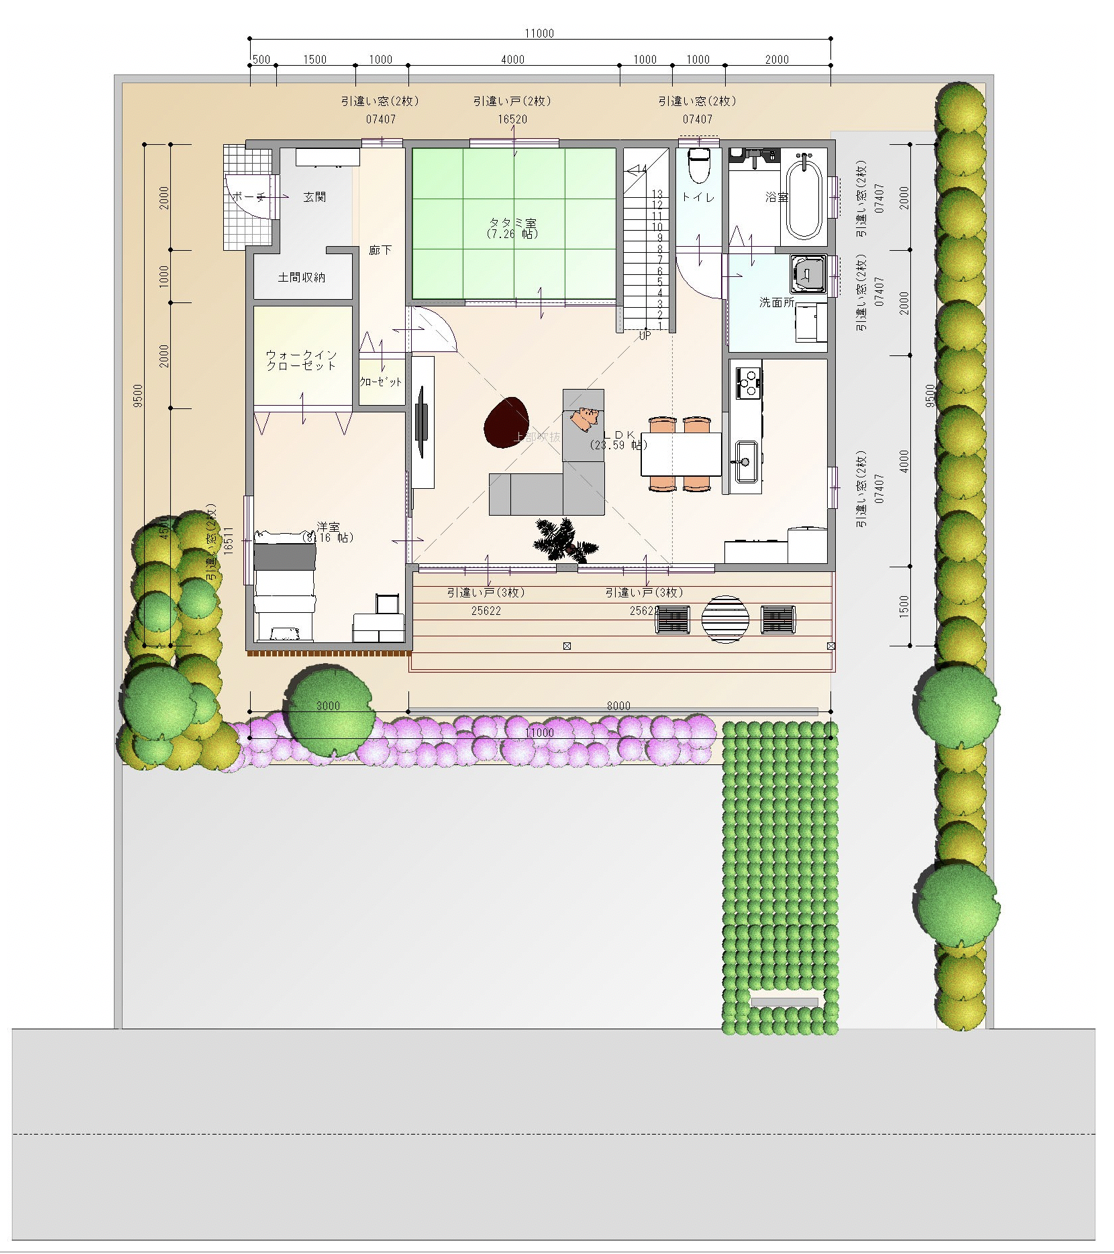 11000
500
1500
1000
4000
1000
1000
2000
引違い窓(2枚)
07407
引違い戸(2枚)
16520
引違い窓(2枚)
07407
2000
1000
2000
9500
ポーチ
玄関
土間収納
廊下
タタミ室
(7.26 帖)
14
13
12
11
10
9
8
7
6
5
4
3
2
1
UP
トイレ
浴室
洗面所
引違い窓(2枚)
07407
2000
引違い窓(2枚)
07407
2000
ウォークイン
クローゼット
クローゼット
上部吹抜
LDK
(23.59 帖)
9500
4000
引違い窓(2枚)
07407
引違い窓(2枚)
16511
洋室
(8.16 帖)
引違い戸(3枚)
25622
引違い戸(3枚)
25622
1500
3000
8000
11000